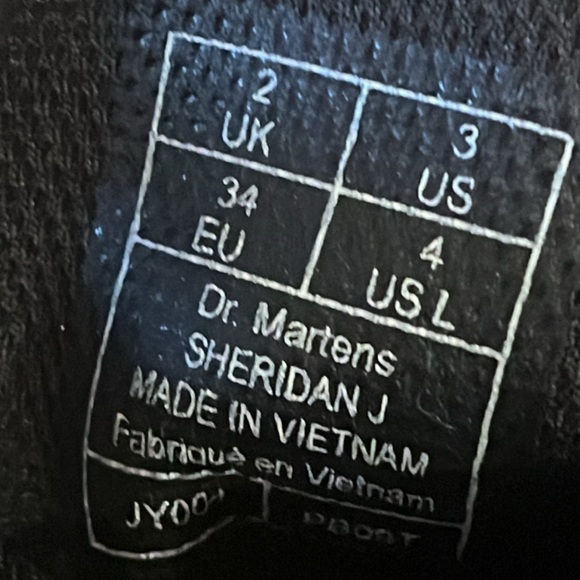 2 3
UK US
34 4
EU US L
Dr. Martens
SHERIDAN J
MADE IN VIETNAM
Fabriqué en Vietnam